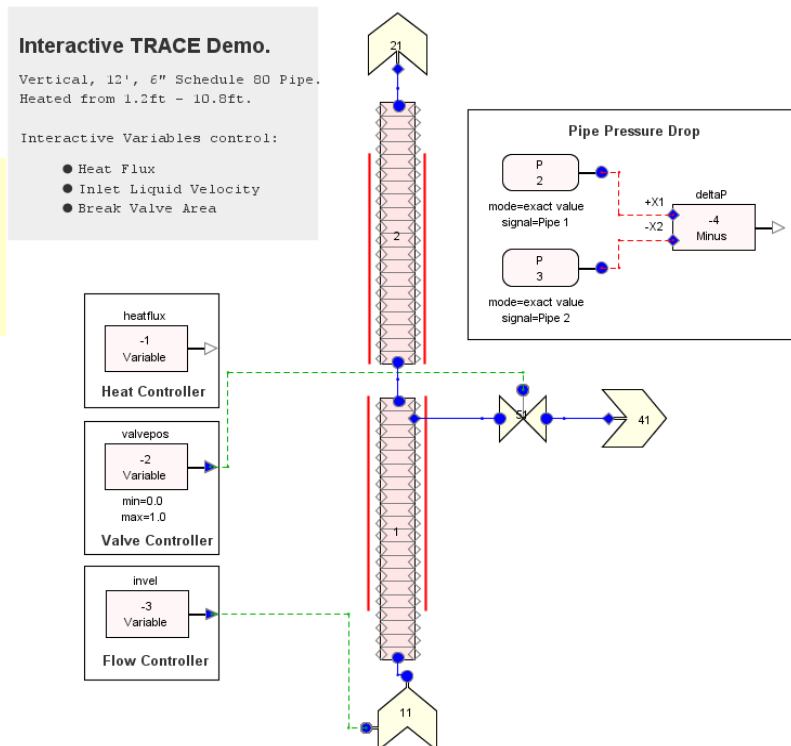 Interactive TRACE Demo.
Vertical, 12', 6" Schedule 80 Pipe.
Heated from 1.2ft - 10.8ft.
Interactive Variables control:
● Heat Flux
● Inlet Liquid Velocity
● Break Valve Area
21
2
Pipe Pressure Drop
P
2
mode=exact value
signal=Pipe 1
P
3
mode=exact value
signal=Pipe 2
deltaP
+X1
-X2
-4
Minus
heatflux
-1
Variable
Heat Controller
valvepos
-2
Variable
min=0.0
max=1.0
Valve Controller
invel
-3
Variable
Flow Controller
51
41
1
11